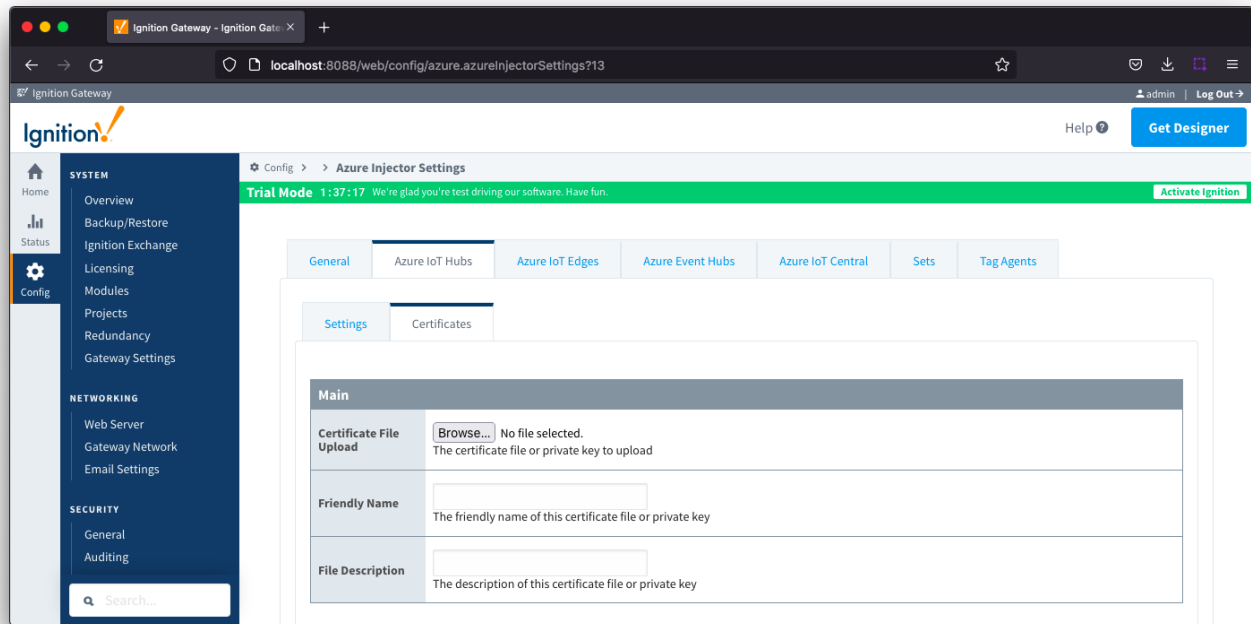 Ignition Gateway - Ignition Gate
localhost:8088/web/config/azure.azureInjectorSettings?13
Ignition Gateway
admin | Log Out
Ignition!
Help
Get Designer
Home
Status
Config
SYSTEM
Overview
Backup/Restore
Ignition Exchange
Licensing
Modules
Projects
Redundancy
Gateway Settings
NETWORKING
Web Server
Gateway Network
Email Settings
SECURITY
General
Auditing
Search...
Config > > Azure Injector Settings
Trial Mode 1:37:17 We're glad you're test driving our software. Have fun.
Activate Ignition
General Azure IoT Hubs Azure IoT Edges Azure Event Hubs Azure IoT Central Sets Tag Agents
Settings Certificates
Main
Certificate File
Upload
Browse... No file selected.
The certificate file or private key to upload
Friendly Name
The friendly name of this certificate file or private key
File Description
The description of this certificate file or private key